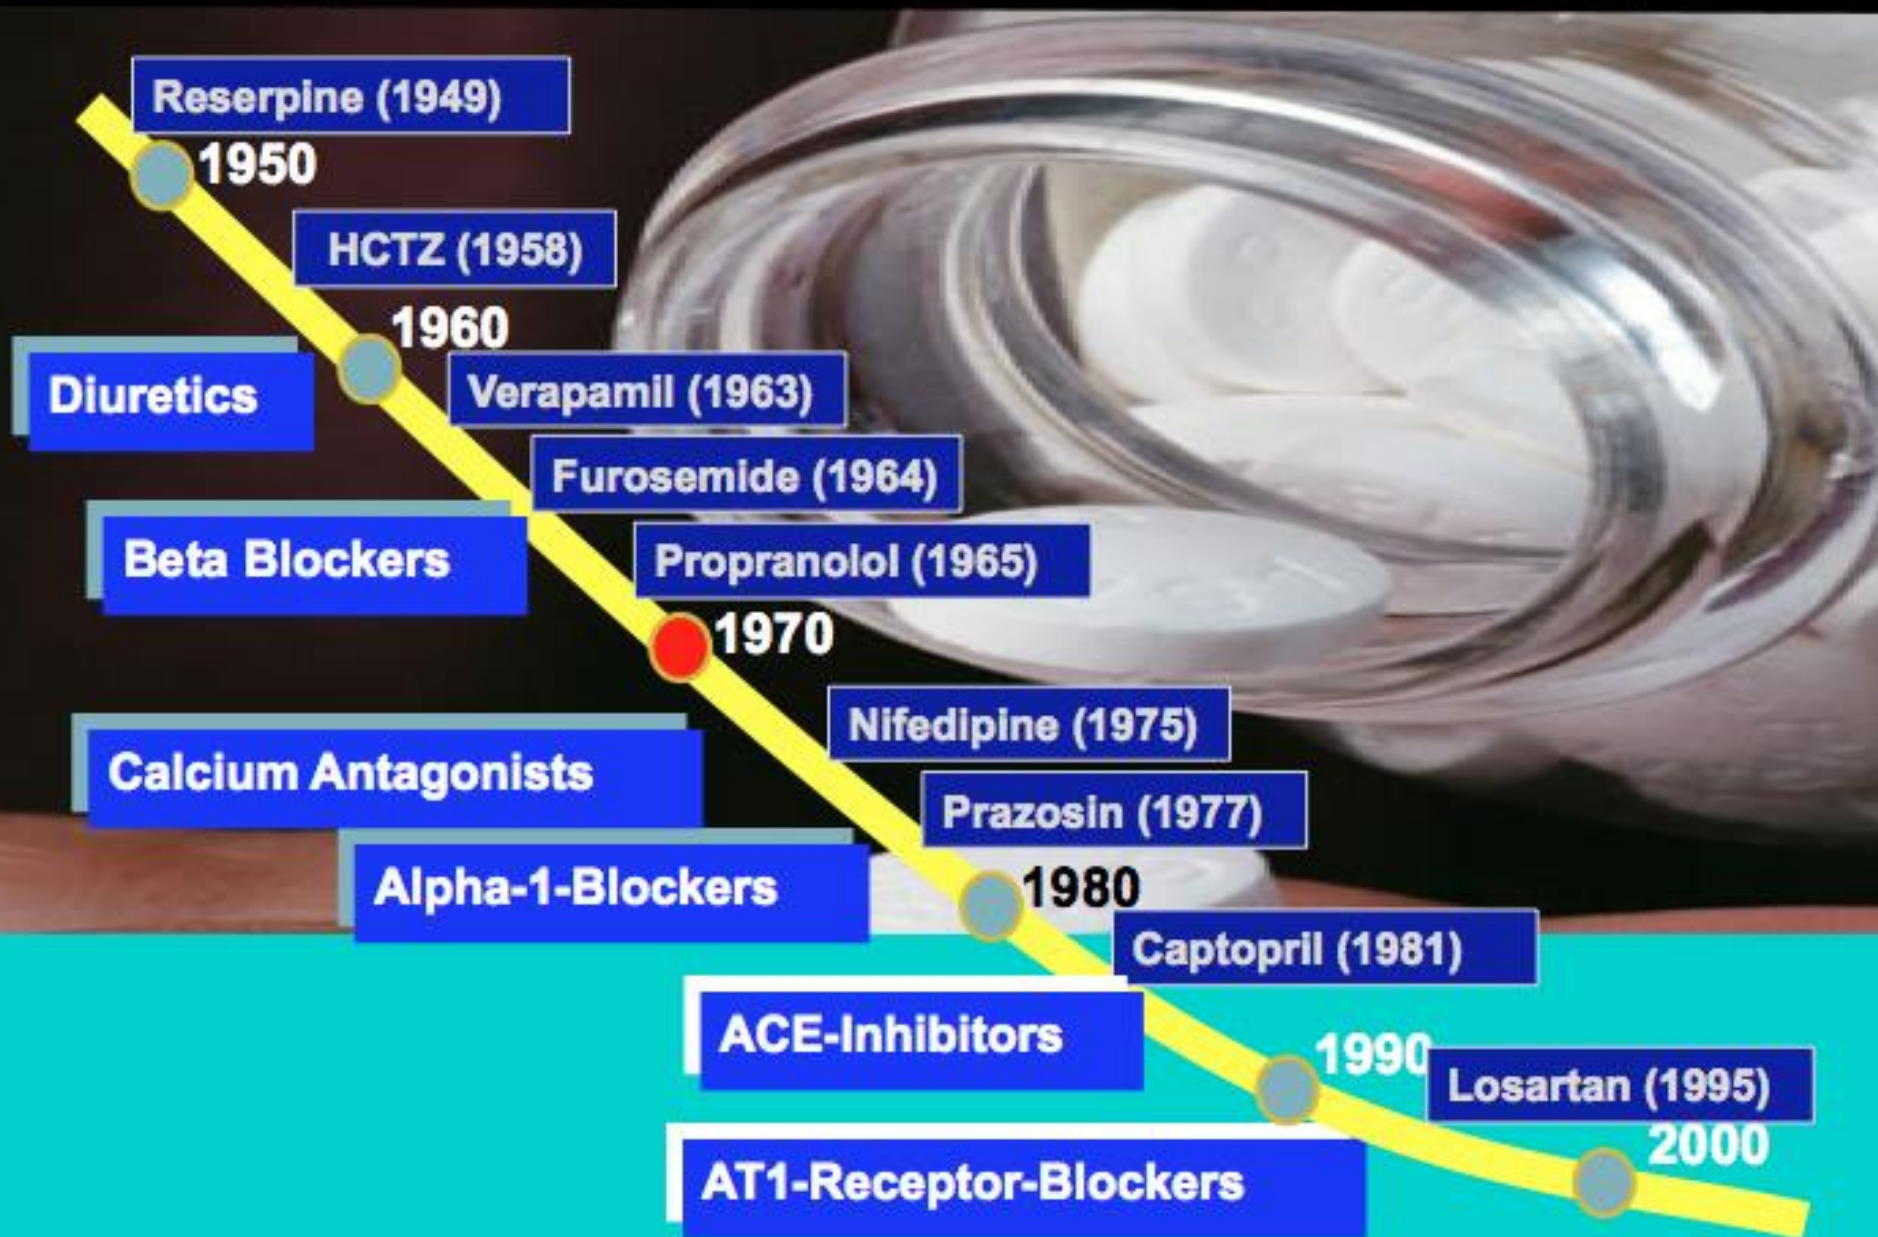 Reserpine (1949)
1950
HCTZ (1958)
1960
Diuretics
Verapamil (1963)
Furosemide (1964)
Beta Blockers
Propranolol (1965)
1970
Nifedipine (1975)
Calcium Antagonists
Prazosin (1977)
Alpha-1-Blockers
1980
Captopril (1981)
ACE-Inhibitors
1990
Losartan (1995)
2000
AT1-Receptor-Blockers